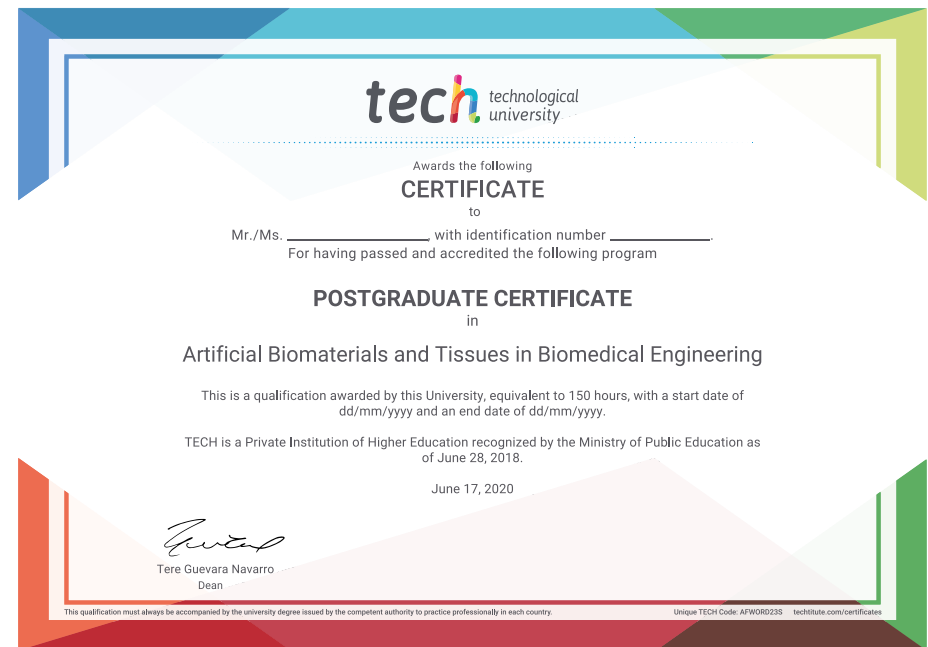 tech technological
university
Awards the following
CERTIFICATE
to
Mr./Ms. ____________, with identification number ____________.
For having passed and accredited the following program
POSTGRADUATE CERTIFICATE
in
Artificial Biomaterials and Tissues in Biomedical Engineering
This is a qualification awarded by this University, equivalent to 150 hours, with a start date of
dd/mm/yyyy and an end date of dd/mm/yyyy.
TECH is a Private Institution of Higher Education recognized by the Ministry of Public Education as
of June 28, 2018.
June 17, 2020
Tere Guevara Navarro
Dean
This qualification must always be accompanied by the university degree issued by the competent authority to practice professionally in each country.
Unique TECH Code: AFWORD23S techtitute.com/certificates